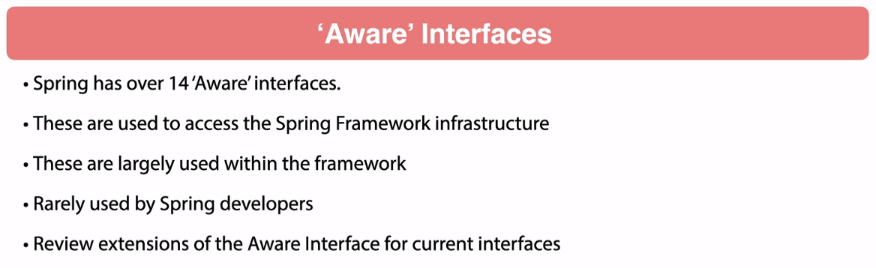 ‘Aware’ Interfaces
• Spring has over 14 ‘Aware’ interfaces.
• These are used to access the Spring Framework infrastructure
• These are largely used within the framework
• Rarely used by Spring developers
• Review extensions of the Aware Interface for current interfaces